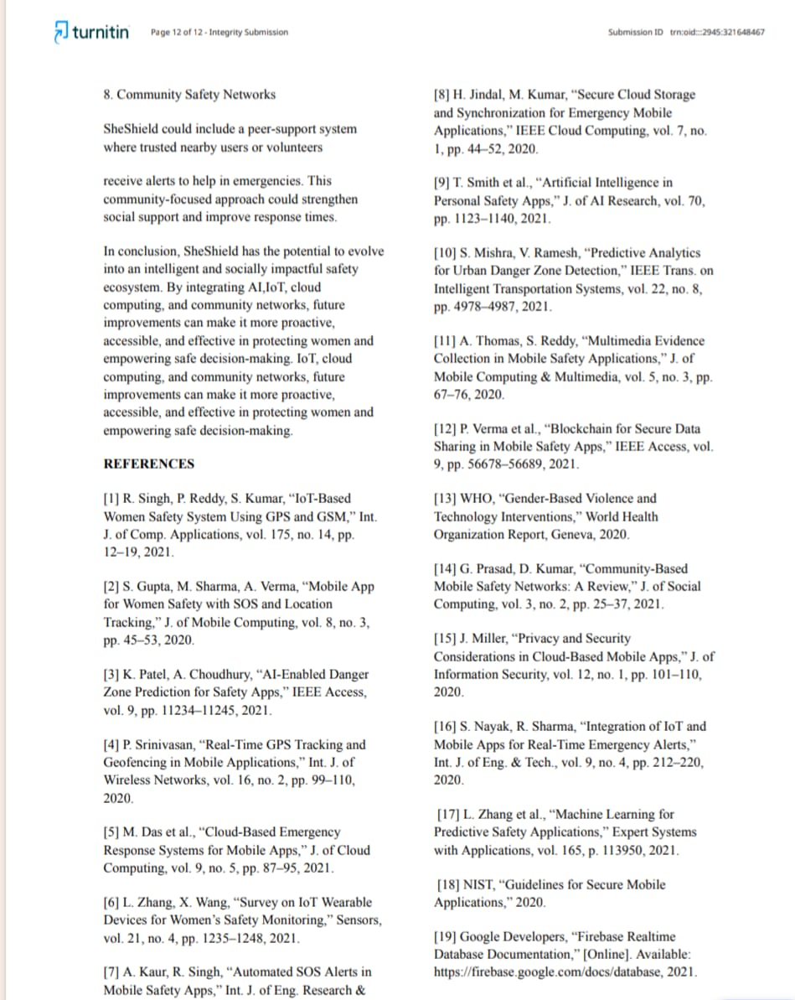 turnitin
Page 12 of 12 - Integrity Submission
Submission ID trn:oid:::2945:321648467
8. Community Safety Networks
SheShield could include a peer-support system
where trusted nearby users or volunteers
receive alerts to help in emergencies. This
community-focused approach could strengthen
social support and improve response times.
In conclusion, SheShield has the potential to evolve
into an intelligent and socially impactful safety
ecosystem. By integrating AI,IoT, cloud
computing, and community networks, future
improvements can make it more proactive,
accessible, and effective in protecting women and
empowering safe decision-making. IoT, cloud
computing, and community networks, future
improvements can make it more proactive,
accessible, and effective in protecting women and
empowering safe decision-making.
REFERENCES
[1] R. Singh, P. Reddy, S. Kumar, “IoT-Based
Women Safety System Using GPS and GSM,” Int.
J. of Comp. Applications, vol. 175, no. 14, pp.
12–19, 2021.
[2] S. Gupta, M. Sharma, A. Verma, “Mobile App
for Women Safety with SOS and Location
Tracking,” J. of Mobile Computing, vol. 8, no. 3,
pp. 45–53, 2020.
[3] K. Patel, A. Choudhury, “AI-Enabled Danger
Zone Prediction for Safety Apps,” IEEE Access,
vol. 9, pp. 11234–11245, 2021.
[4] P. Srinivasan, “Real-Time GPS Tracking and
Geofencing in Mobile Applications,” Int. J. of
Wireless Networks, vol. 16, no. 2, pp. 99–110,
2020.
[5] M. Das et al., “Cloud-Based Emergency
Response Systems for Mobile Apps,” J. of Cloud
Computing, vol. 9, no. 5, pp. 87–95, 2021.
[6] L. Zhang, X. Wang, “Survey on IoT Wearable
Devices for Women’s Safety Monitoring,” Sensors,
vol. 21, no. 4, pp. 1235–1248, 2021.
[7] A. Kaur, R. Singh, “Automated SOS Alerts in
Mobile Safety Apps,” Int. J. of Eng. Research &
[8] H. Jindal, M. Kumar, “Secure Cloud Storage
and Synchronization for Emergency Mobile
Applications,” IEEE Cloud Computing, vol. 7, no.
1, pp. 44–52, 2020.
[9] T. Smith et al., “Artificial Intelligence in
Personal Safety Apps,” J. of AI Research, vol. 70,
pp. 1123–1140, 2021.
[10] S. Mishra, V. Ramesh, “Predictive Analytics
for Urban Danger Zone Detection,” IEEE Trans. on
Intelligent Transportation Systems, vol. 22, no. 8,
pp. 4978–4987, 2021.
[11] A. Thomas, S. Reddy, “Multimedia Evidence
Collection in Mobile Safety Applications,” J. of
Mobile Computing & Multimedia, vol. 5, no. 3, pp.
67–76, 2020.
[12] P. Verma et al., “Blockchain for Secure Data
Sharing in Mobile Safety Apps,” IEEE Access, vol.
9, pp. 56678–56689, 2021.
[13] WHO, “Gender-Based Violence and
Technology Interventions,” World Health
Organization Report, Geneva, 2020.
[14] G. Prasad, D. Kumar, “Community-Based
Mobile Safety Networks: A Review,” J. of Social
Computing, vol. 3, no. 2, pp. 25–37, 2021.
[15] J. Miller, “Privacy and Security
Considerations in Cloud-Based Mobile Apps,” J. of
Information Security, vol. 12, no. 1, pp. 101–110,
2020.
[16] S. Nayak, R. Sharma, “Integration of IoT and
Mobile Apps for Real-Time Emergency Alerts,”
Int. J. of Eng. & Tech., vol. 9, no. 4, pp. 212–220,
2020.
[17] L. Zhang et al., “Machine Learning for
Predictive Safety Applications,” Expert Systems
with Applications, vol. 165, p. 113950, 2021.
[18] NIST, “Guidelines for Secure Mobile
Applications,” 2020.
[19] Google Developers, “Firebase Realtime
Database Documentation,” [Online]. Available:
https://firebase.google.com/docs/database, 2021.